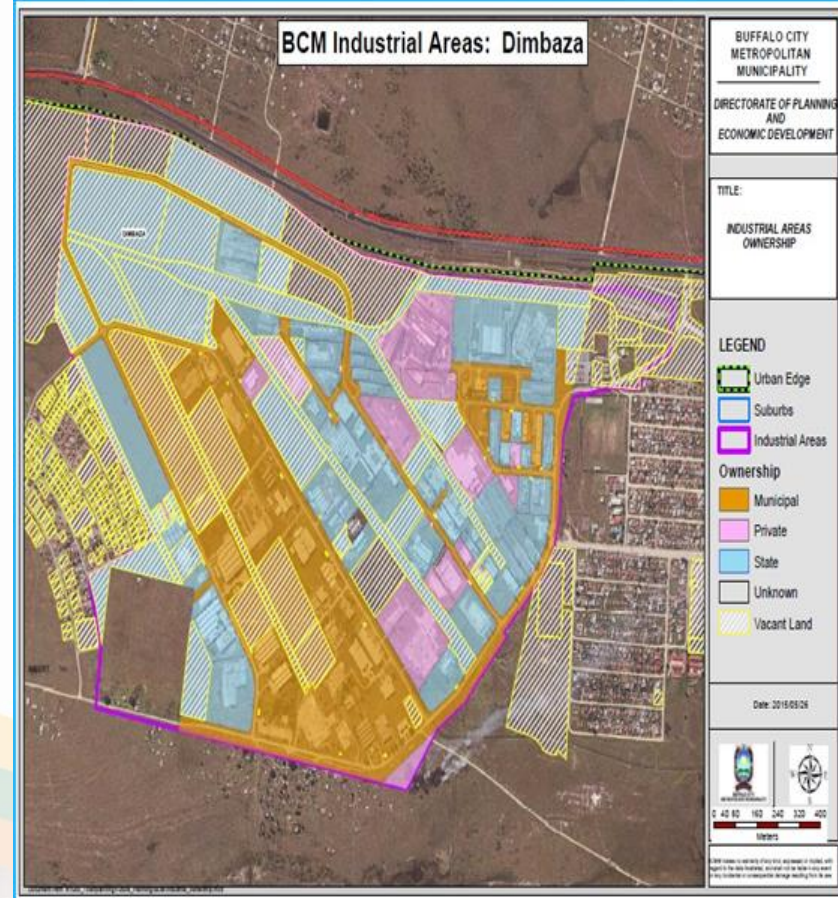 BCM Industrial Areas: Dimbaza
BUFFALO CITY
METROPOLITAN
MUNICIPALITY
DIRECTORATE OF PLANNING
AND
ECONOMIC DEVELOPMENT
TITLE:
INDUSTRIAL AREAS
OWNERSHIP
LEGEND
Urban Edge
Suburbs
Industrial Areas
Ownership
Municipal
Private
State
Unknown
Vacant Land
Date: 2015/05/26
DIMBAZA
N
W
E
S
0 40 80 160 240 320 400
Meters